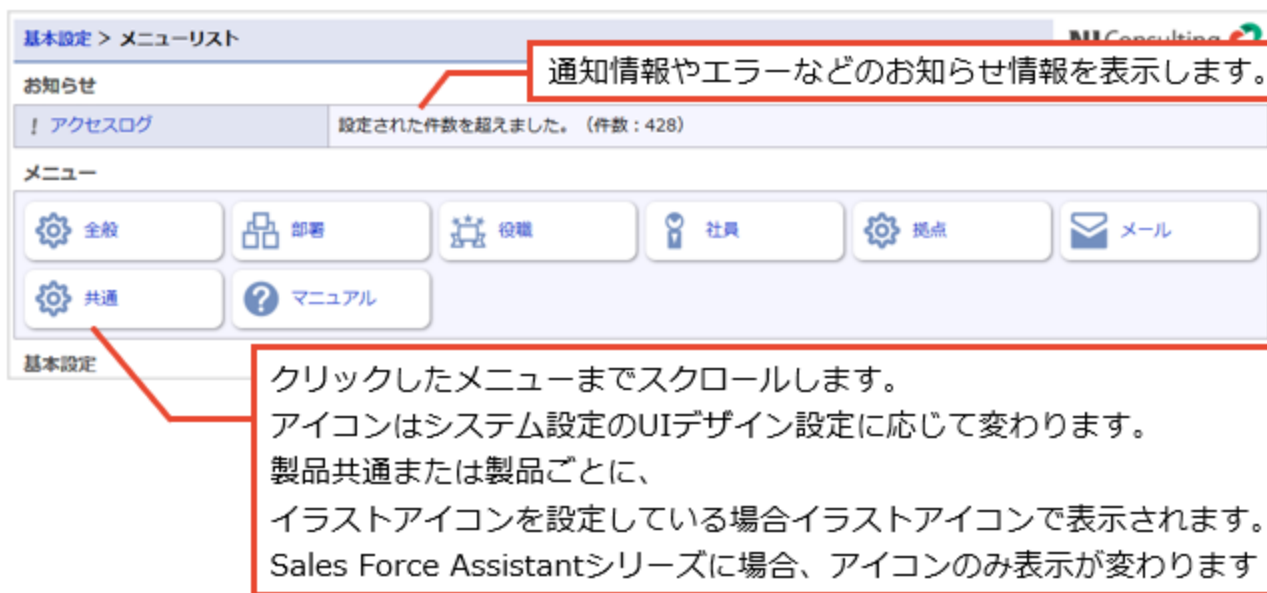 基本設定 > メニューリスト
NI Consulting
通知情報やエラーなどのお知らせ情報を表示します。
お知らせ
! アクセスログ 設定された件数を超えました。（件数：428）
メニュー
全般 部署 役職 社員 拠点 メール
共通 マニュアル
基本設定
クリックしたメニューまでスクロールします。
アイコンはシステム設定のUIデザイン設定に応じて変わります。
製品共通または製品ごとに、
イラストアイコンを設定している場合イラストアイコンで表示されます。
Sales Force Assistantシリーズに場合、アイコンのみ表示が変わります